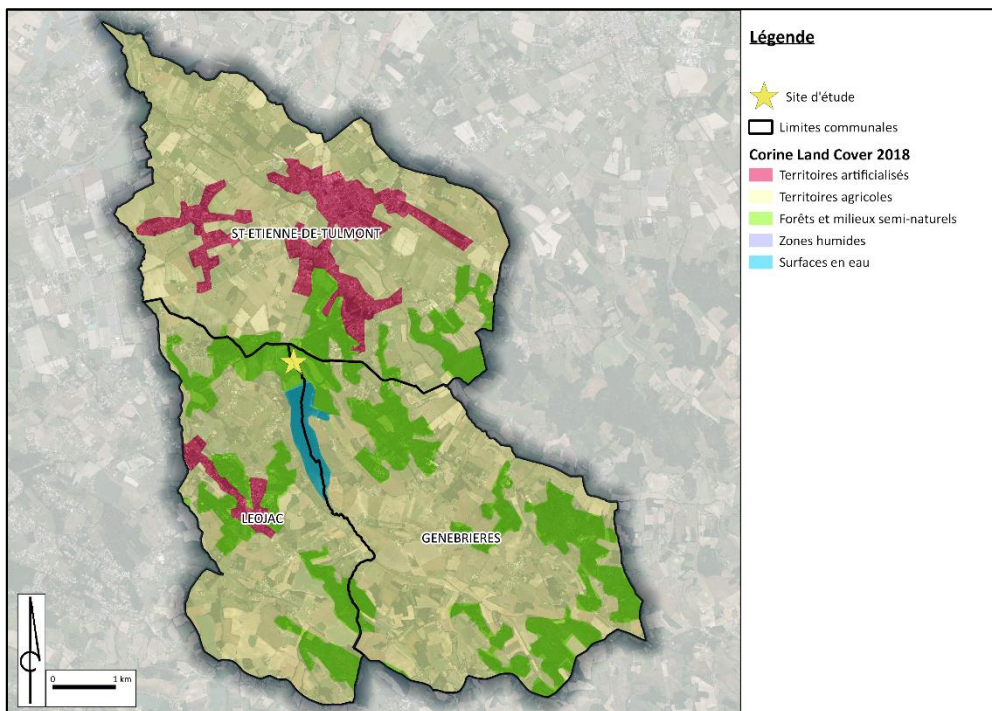 Légende
Site d'étude
Limites communales
Corine Land Cover 2018
Territoires artificialisés
Territoires agricoles
Forêts et milieux semi-naturels
Zones humides
Surfaces en eau
ST-ETIENNE-DE-TULMONT
LEOJAC
GENEBRIERES
0 1 km